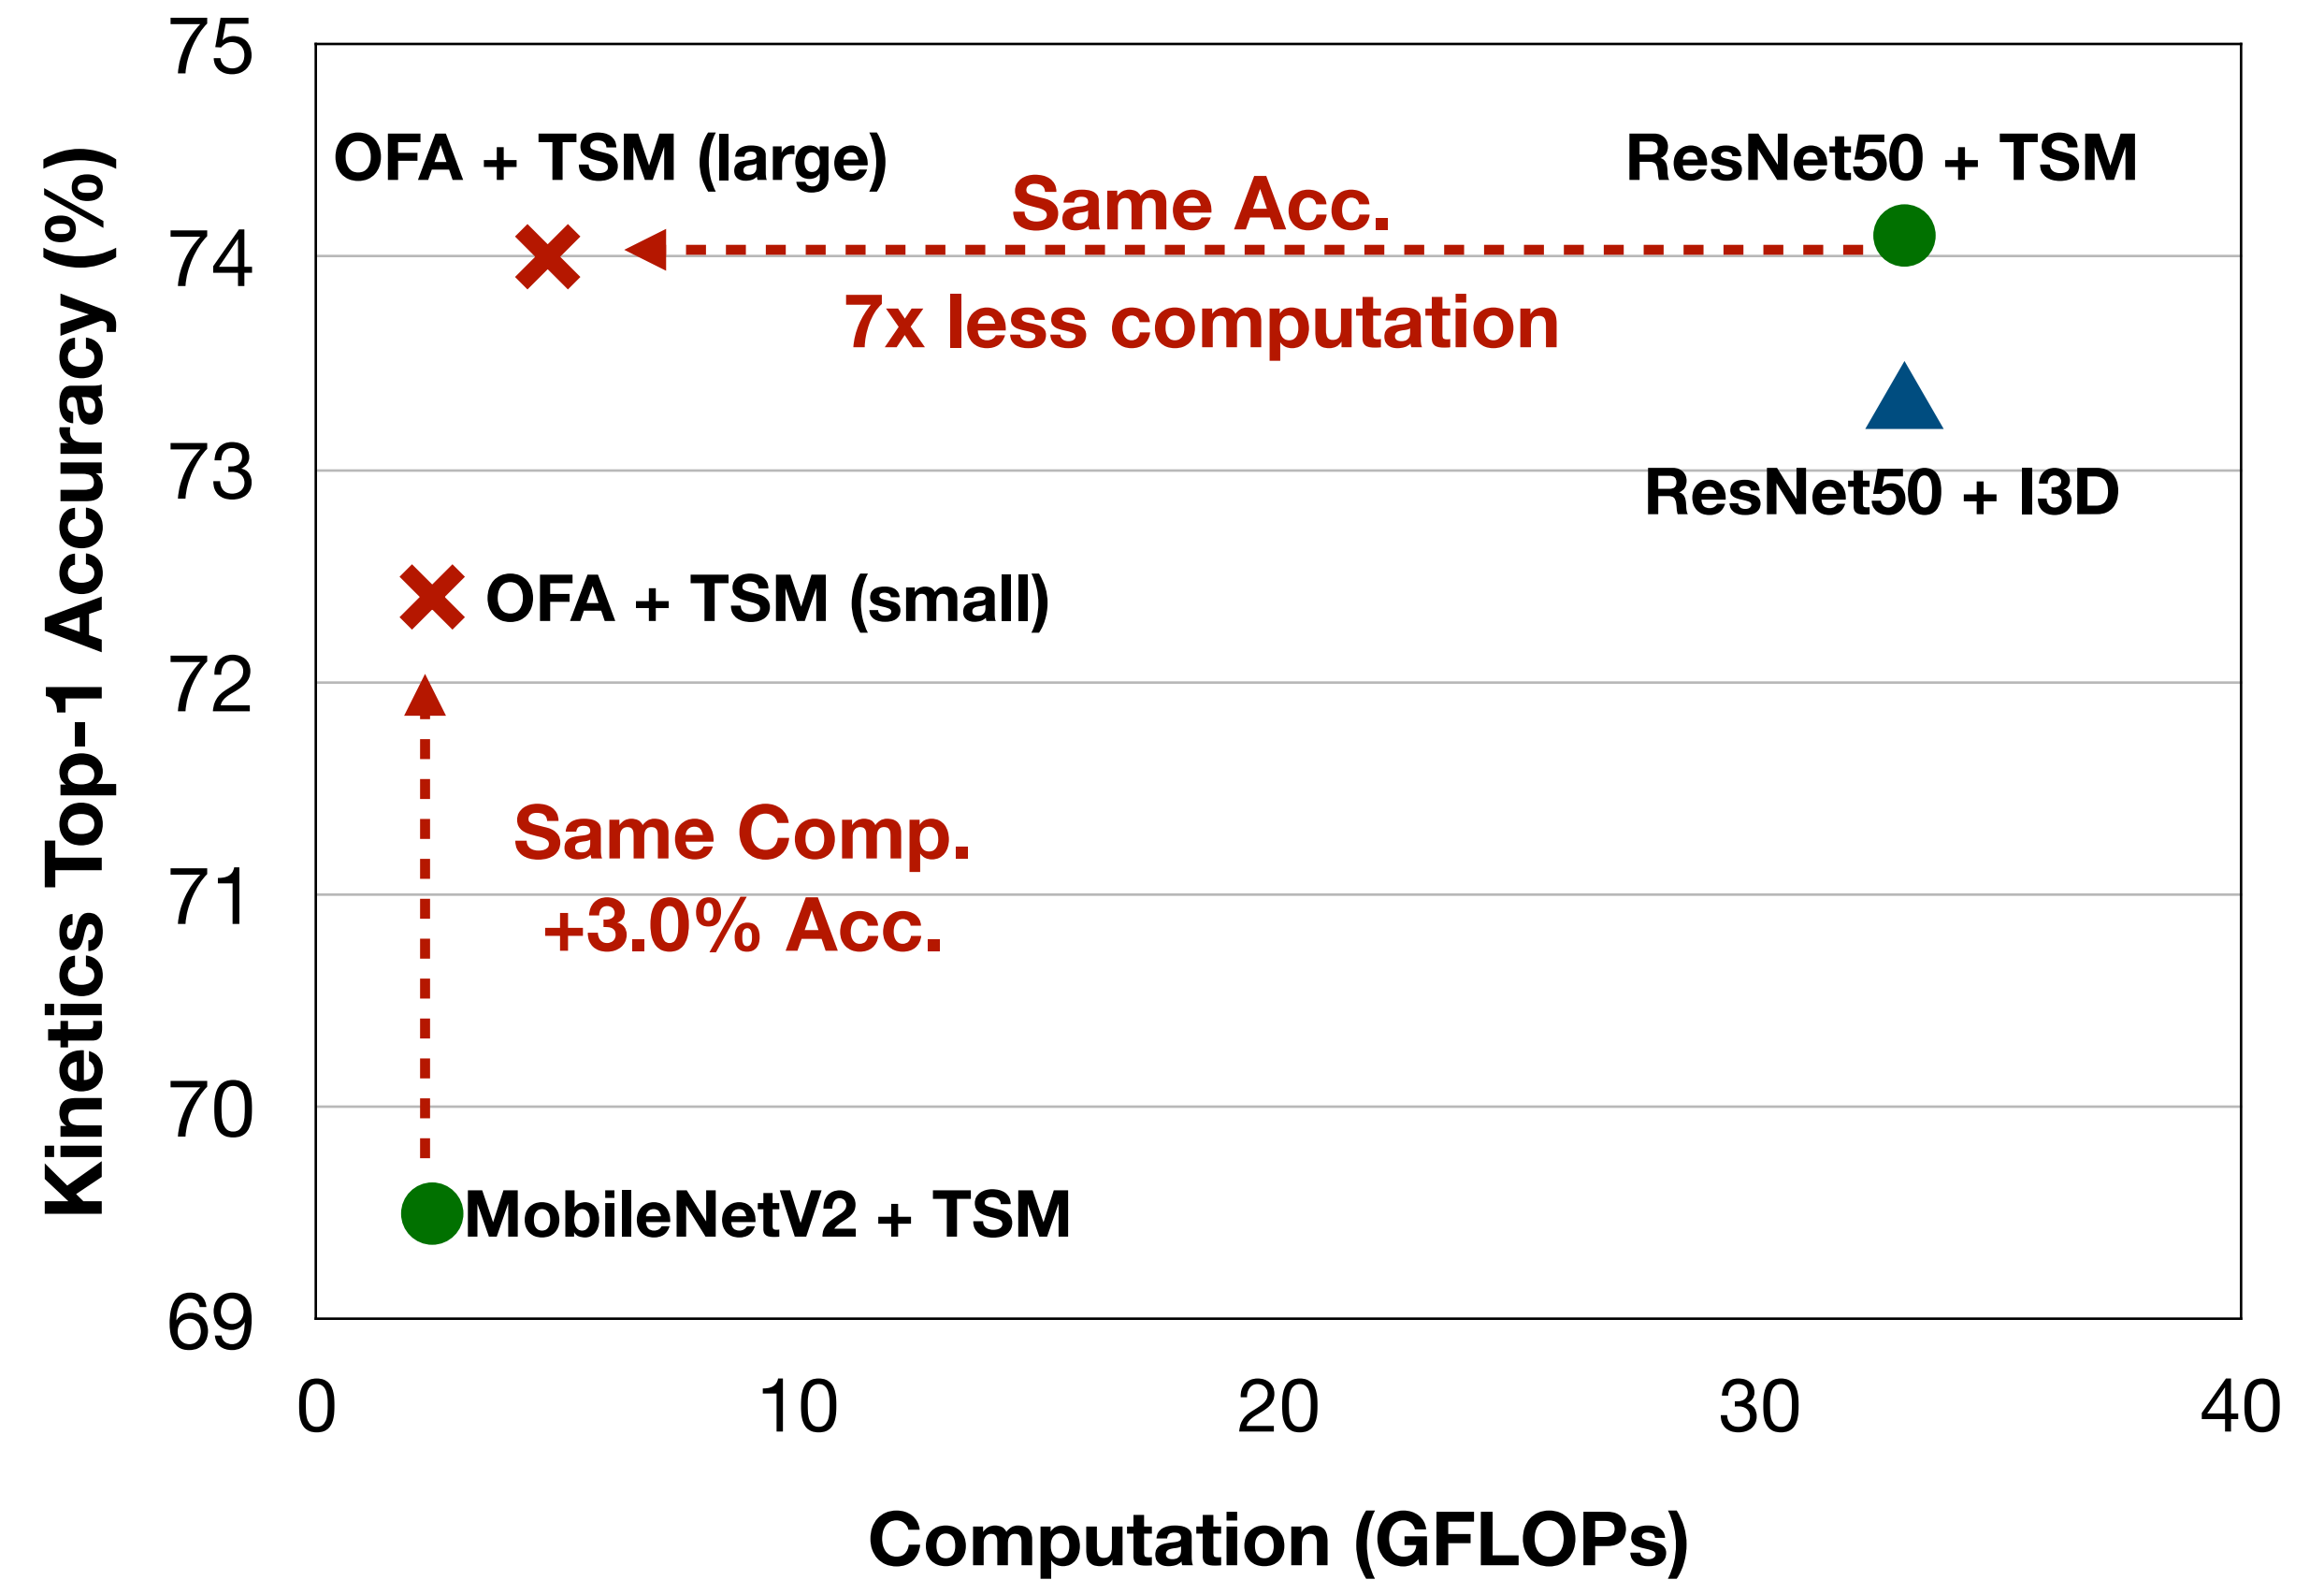 75
OFA + TSM (large)
ResNet50 + TSM
Same Acc.
74
7x less computation
73
ResNet50 + I3D
OFA + TSM (small)
72
Same Comp.
71
+3.0% Acc.
70
MobileNetV2 + TSM
69
0 10 20 30 40
Computation (GFLOPs)
Kinetics Top-1 Accuracy (%)